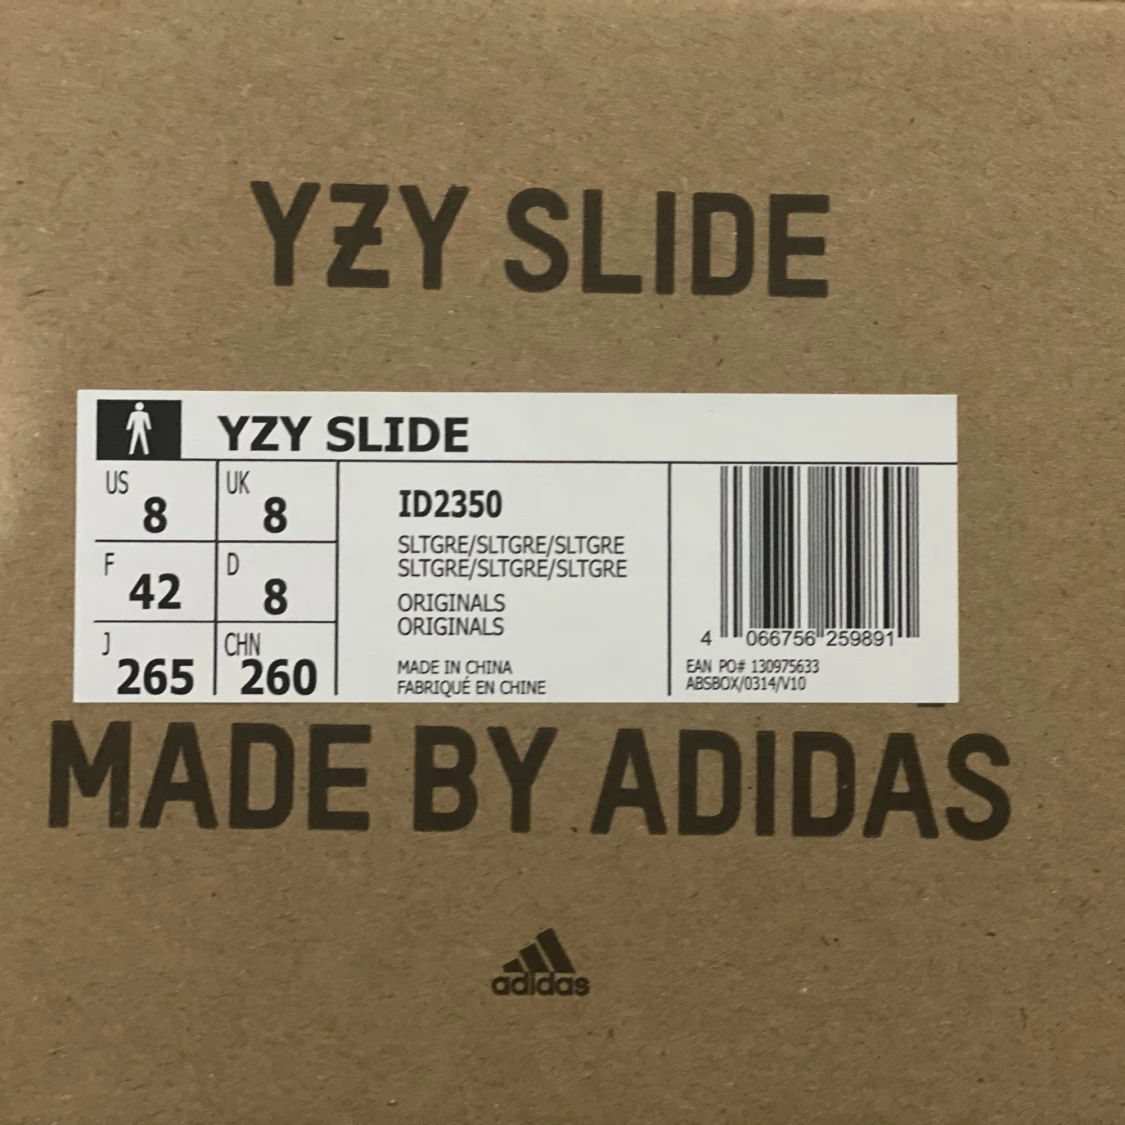 YZY SLIDE
YZY SLIDE
US 8
UK 8
F 42
D 8
J 265
CHN 260
ID2350
SLTGRE/SLTGRE/SLTGRE
SLTGRE/SLTGRE/SLTGRE
ORIGINALS
ORIGINALS
MADE IN CHINA
FABRIQUÉ EN CHINE
4 066756 259891
EAN PO# 130975633
ABSBOX/0314/V10
MADE BY ADIDAS
adidas